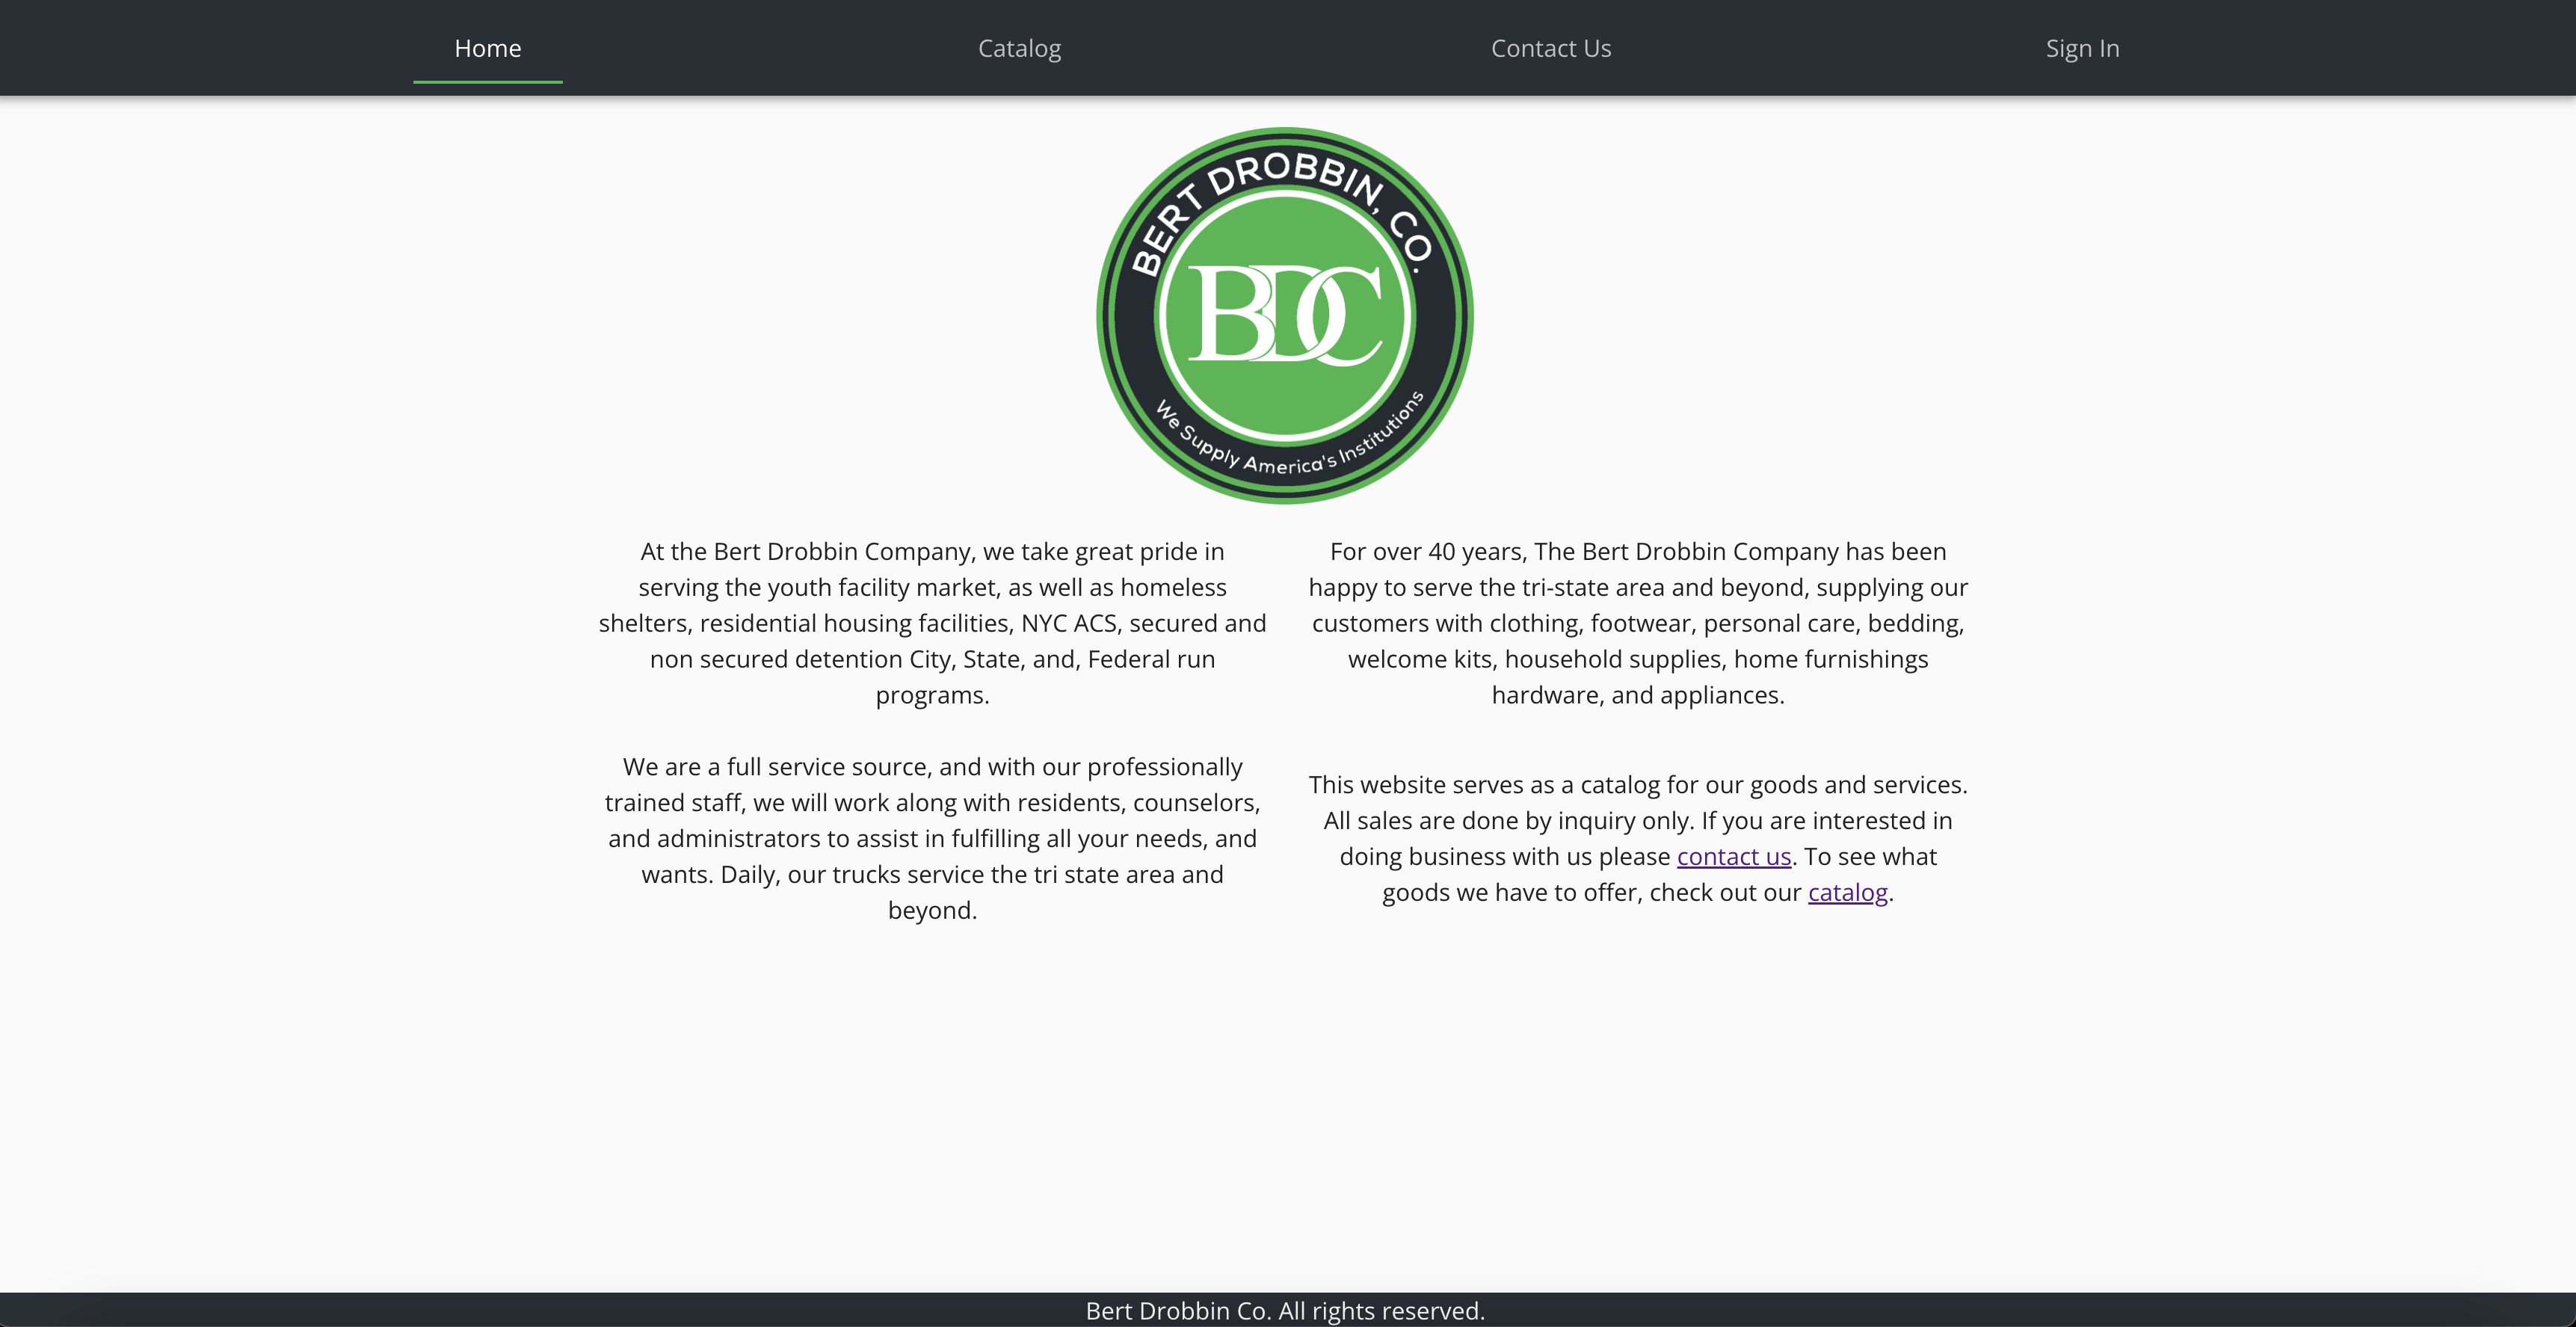 Home
Catalog
Contact Us
Sign In
BERT DROBBIN, CO.
BDC
We Supply America's Institutions
At the Bert Drobbin Company, we take great pride in
serving the youth facility market, as well as homeless
shelters, residential housing facilities, NYC ACS, secured and
non secured detention City, State, and, Federal run
programs.
We are a full service source, and with our professionally
trained staff, we will work along with residents, counselors,
and administrators to assist in fulfilling all your needs, and
wants. Daily, our trucks service the tri state area and
beyond.
For over 40 years, The Bert Drobbin Company has been
happy to serve the tri-state area and beyond, supplying our
customers with clothing, footwear, personal care, bedding,
welcome kits, household supplies, home furnishings
hardware, and appliances.
This website serves as a catalog for our goods and services.
All sales are done by inquiry only. If you are interested in
doing business with us please contact us. To see what
goods we have to offer, check out our catalog.
Bert Drobbin Co. All rights reserved.